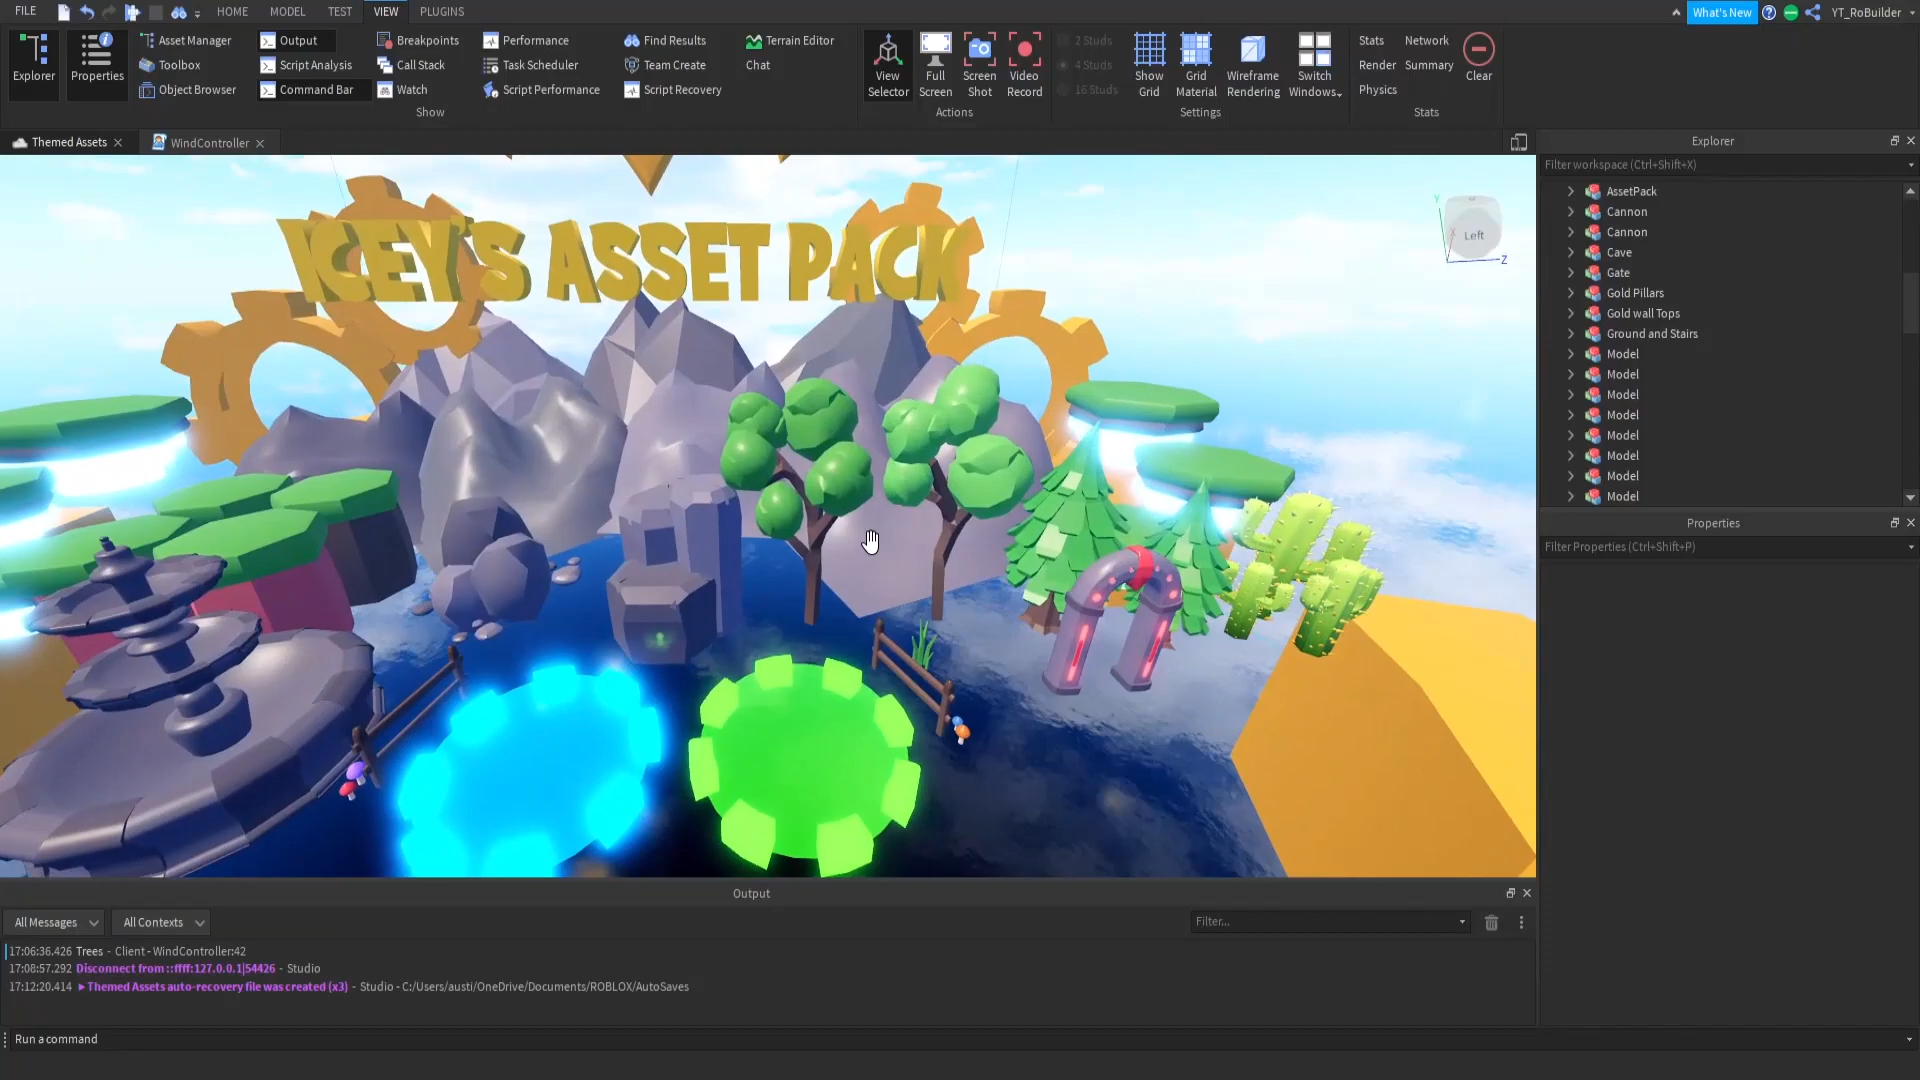 FILE HOME MODEL TEST VIEW PLUGINS What's New YT_RoBuilder
Explorer
Properties
Asset Manager
Toolbox
Object Browser
Output
Script Analysis
Command Bar
Breakpoints
Call Stack
Watch
Performance
Task Scheduler
Script Performance
Find Results
Team Create
Script Recovery
Terrain Editor
Chat
Show
View
Selector
Full
Screen
Screen
Shot
Video
Record
Actions
2 Studs
4 Studs
16 Studs
Show
Grid
Grid
Material
Wireframe
Rendering
Switch
Windows
Settings
Stats
Render
Physics
Network
Summary
Clear
Stats
Themed Assets
WindController
ICEY'S ASSET PACK
Y
Left
X
Z
Explorer
Filter workspace (Ctrl+Shift+X)
AssetPack
Cannon
Cannon
Cave
Gate
Gold Pillars
Gold wall Tops
Ground and Stairs
Model
Model
Model
Model
Model
Model
Model
Model
Properties
Filter Properties (Ctrl+Shift+P)
Output
All Messages
All Contexts
Filter...
17:06:36.426 Trees - Client - WindController:42
17:08:57.292 Disconnect from ::ffff:127.0.0.1|54426 - Studio
17:12:20.414 ▶ Themed Assets auto-recovery file was created (x3) - Studio - C:/Users/austi/OneDrive/Documents/ROBLOX/AutoSaves
Run a command